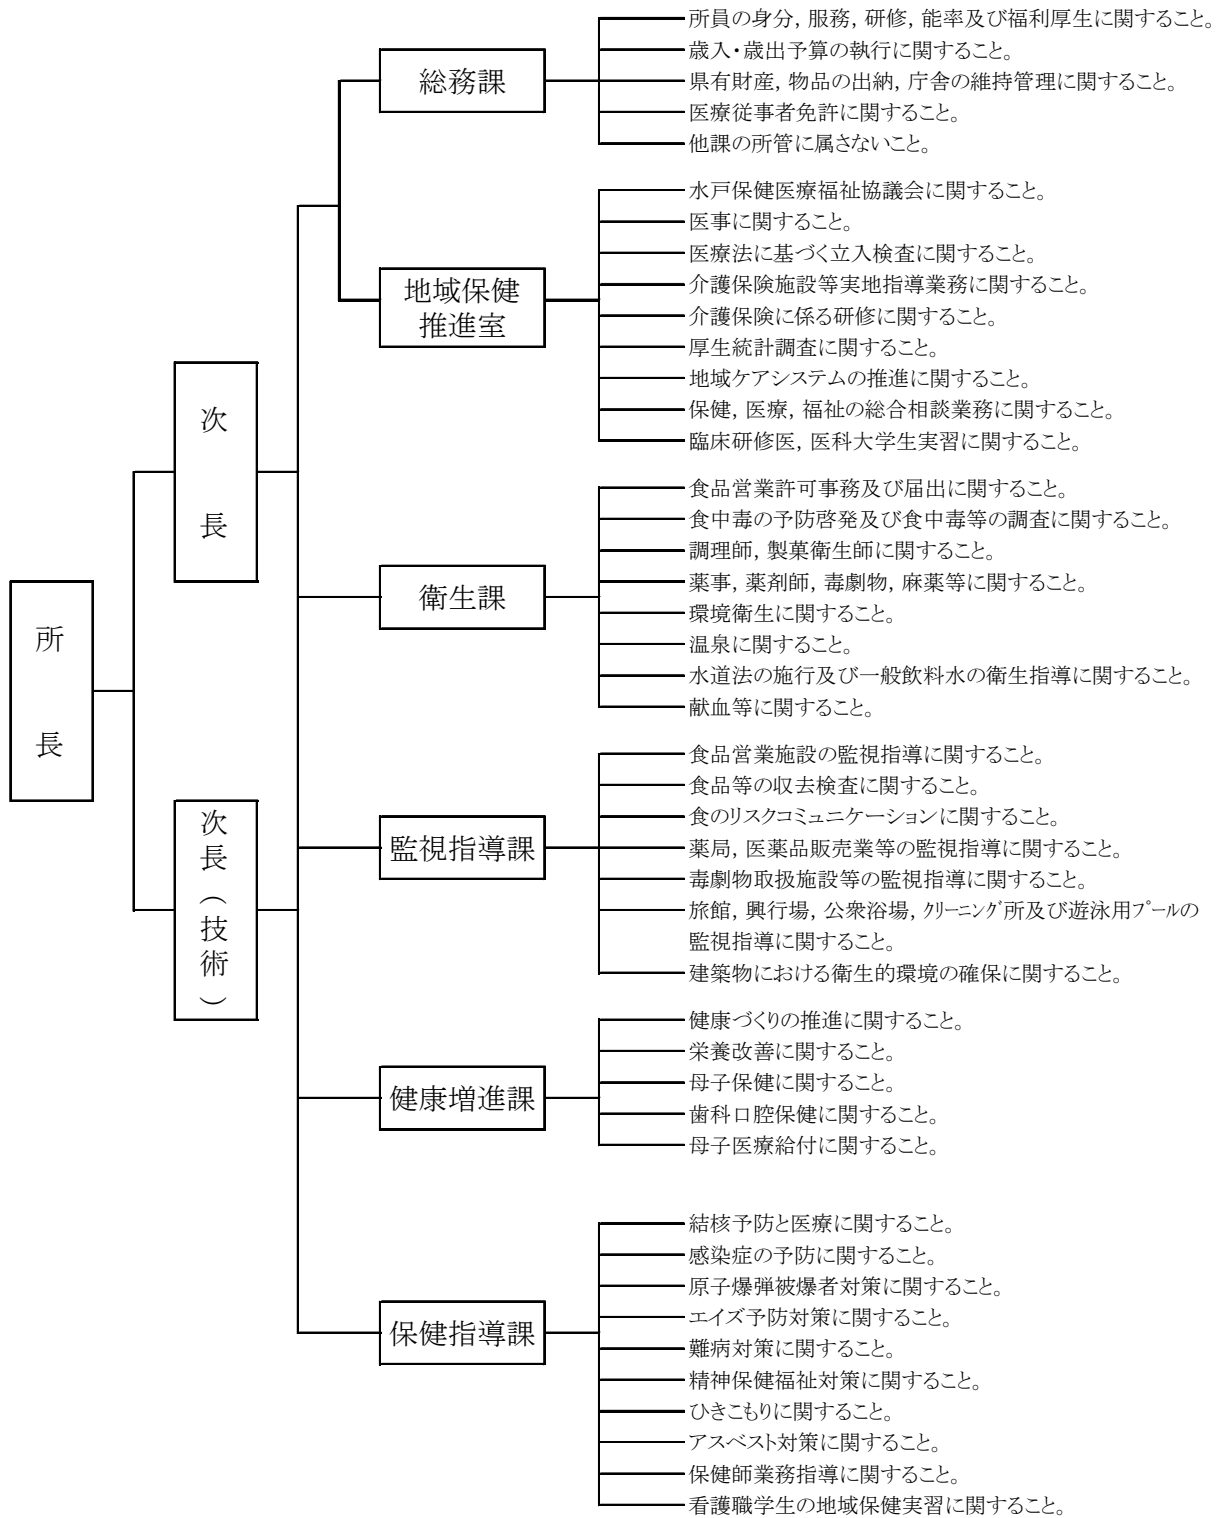 所長
次長
次長（技術）
総務課
所員の身分, 服務, 研修, 能率及び福利厚生に関すること。
歳入・歳出予算の執行に関すること。
県有財産, 物品の出納, 庁舎の維持管理に関すること。
医療従事者免許に関すること。
他課の所管に属さないこと。
地域保健
推進室
水戸保健医療福祉協議会に関すること。
医事に関すること。
医療法に基づく立入検査に関すること。
介護保険施設等実地指導業務に関すること。
介護保険に係る研修に関すること。
厚生統計調査に関すること。
地域ケアシステムの推進に関すること。
保健, 医療, 福祉の総合相談業務に関すること。
臨床研修医, 医科大学生実習に関すること。
衛生課
食品営業許可事務及び届出に関すること。
食中毒の予防啓発及び食中毒等の調査に関すること。
調理師, 製菓衛生師に関すること。
薬事, 薬剤師, 毒劇物, 麻薬等に関すること。
環境衛生に関すること。
温泉に関すること。
水道法の施行及び一般飲料水の衛生指導に関すること。
献血等に関すること。
監視指導課
食品営業施設の監視指導に関すること。
食品等の収去検査に関すること。
食のリスクコミュニケーションに関すること。
薬局, 医薬品販売業等の監視指導に関すること。
毒劇物取扱施設等の監視指導に関すること。
旅館, 興行場, 公衆浴場, ｸﾘｰﾆﾝｸﾞ所及び遊泳用ﾌﾟｰﾙの
監視指導に関すること。
建築物における衛生的環境の確保に関すること。
健康増進課
健康づくりの推進に関すること。
栄養改善に関すること。
母子保健に関すること。
歯科口腔保健に関すること。
母子医療給付に関すること。
保健指導課
結核予防と医療に関すること。
感染症の予防に関すること。
原子爆弾被爆者対策に関すること。
エイズ予防対策に関すること。
難病対策に関すること。
精神保健福祉対策に関すること。
ひきこもりに関すること。
アスベスト対策に関すること。
保健師業務指導に関すること。
看護職学生の地域保健実習に関すること。